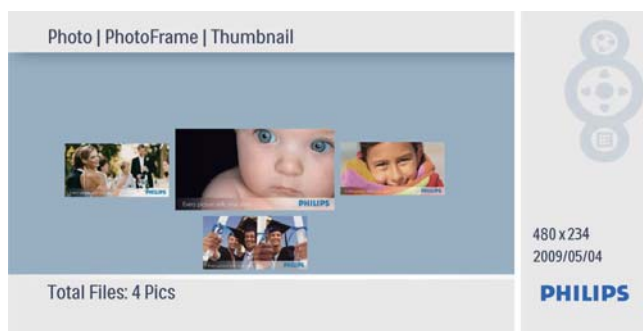 Photo | PhotoFrame | Thumbnail
PHILIPS
PHILIPS
PHILIPS
PHILIPS
480 x 234
2009/05/04
Total Files: 4 Pics
PHILIPS